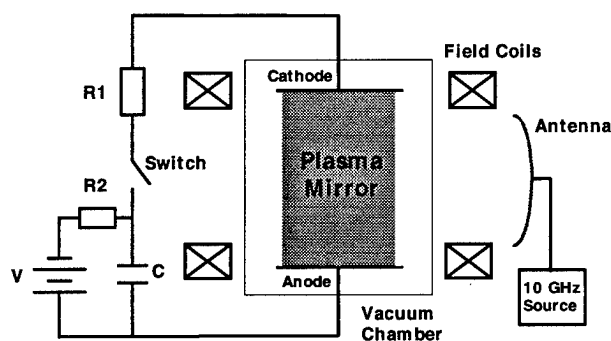 R1
Switch
R2
V
C
Cathode
Plasma
Mirror
Anode
Vacuum
Chamber
Field Coils
Antenna
10 GHz
Source